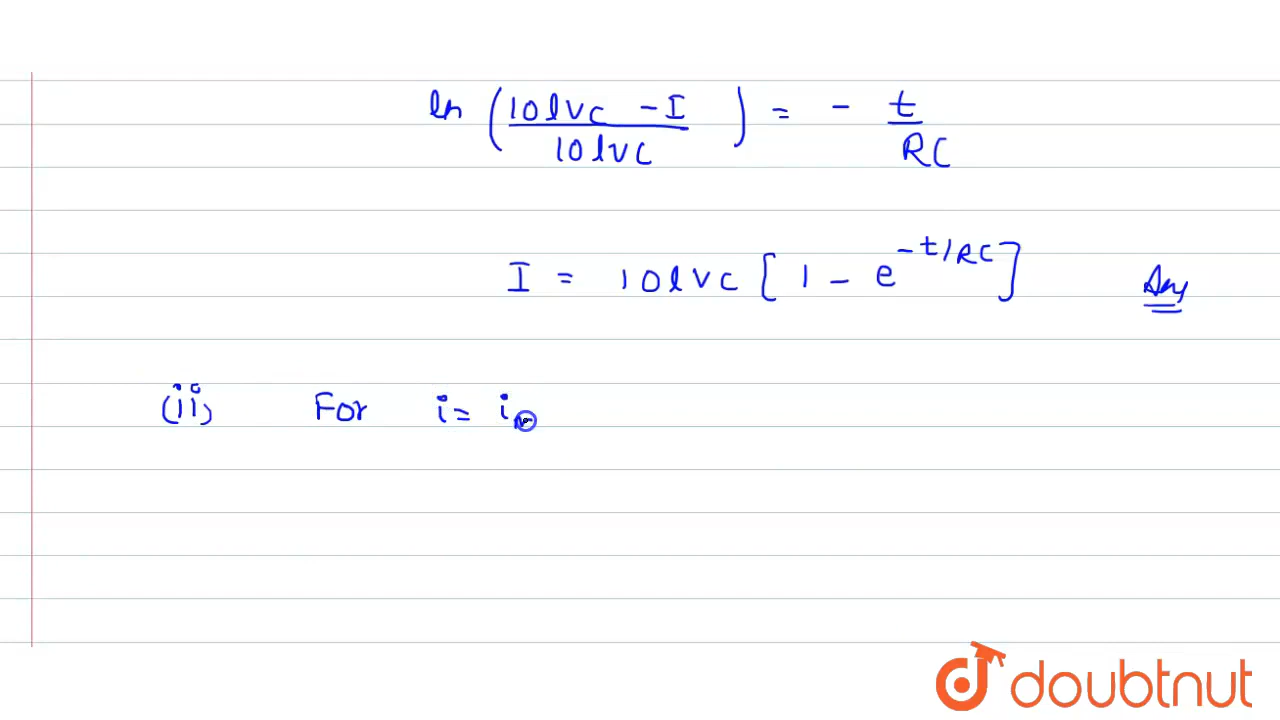 ln (10lVC - I / 10lVC) = - t/RC
I = 10lVC [1 - e^{-t/RC}] Ans
(ii) For i = i
doubtnut